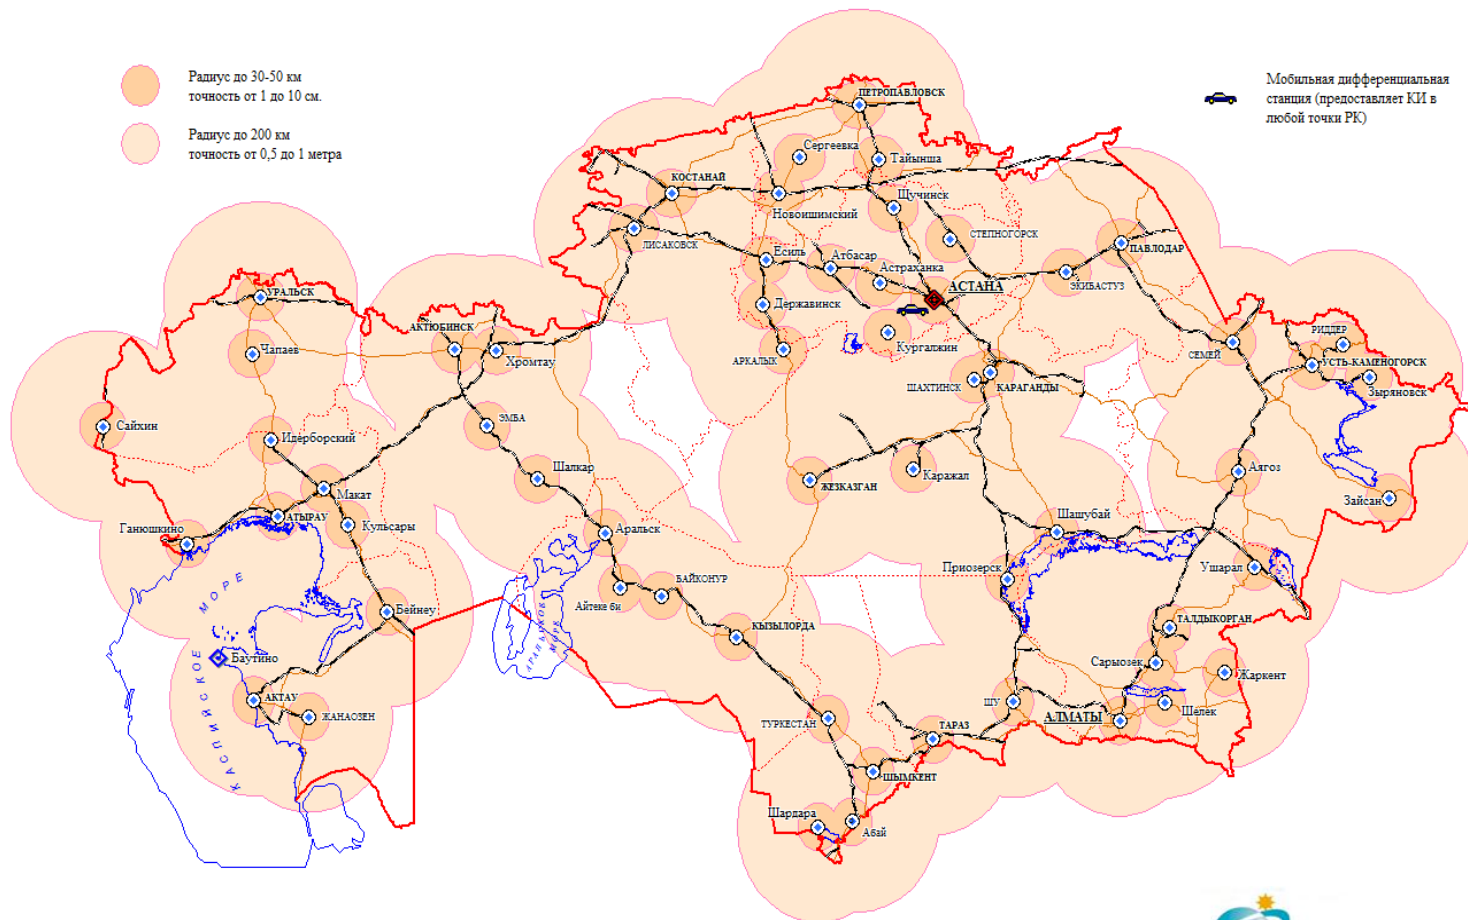 Радиус до 30-50 км
точность от 1 до 10 см.
Радиус до 200 км
точность от 0,5 до 1 метра
Мобильная дифференциальная
станция (предоставляет КИ в
любой точки РК)
ПЕТРОПАВЛОВСК
Сергеевка
Тайынша
КОСТАНАЙ
Новоишимский
Щучинск
ЛИСАКОВСК
СТЕПНОГОРСК
ПАВЛОДАР
Есиль
Атбасар
Астраханка
ЭКИБАСТУЗ
АСТАНА
УРАЛЬСК
Державинск
АКТЮБИНСК
Кургалжин
РИДДЕР
Чапаев
Хромтау
АРКАЛЫК
СЕМЕЙ
УСТЬ-КАМЕНОГОРСК
ШАХТИНСК
КАРАГАНДЫ
Зыряновск
Сайхин
ЭМБА
Идерборский
Шалкар
Каражал
Аягоз
ЖЕЗКАЗГАН
Макат
Зайсан
АТЫРАУ
Шашубай
Ганюшкино
Кульсары
Аральск
Приозерск
Ушарал
БАЙКОНУР
Айтеке би
Бейнеу
АРАЛЬСКОЕ
МОРЕ
КЫЗЫЛОРДА
ТАЛДЫКОРГАН
КАСПИЙСКОЕ МОРЕ
Баутино
Сарыозек
Жаркент
АКТАУ
ЖАНАОЗЕН
ШУ
Шелек
ТУРКЕСТАН
АЛМАТЫ
ТАРАЗ
ШЫМКЕНТ
Шардара
Абай